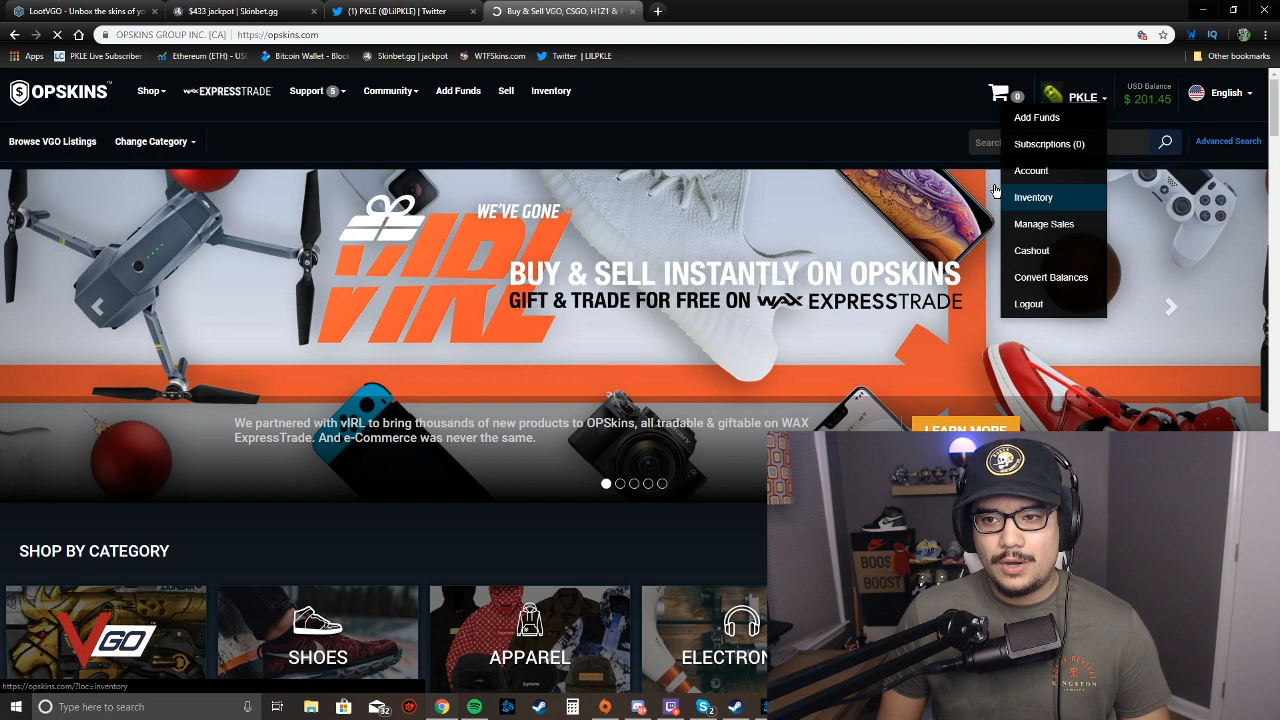 LootVGO - Unbox the skins of yo
$433 jackpot | Skinbet.gg
(1) PKLE (@LilPKLE) | Twitter
Buy & Sell VGO, CSGO, H1Z1 & F
OPSKINS GROUP INC. [CA] | https://opskins.com
Apps
PKLE Live Subscriber
Ethereum (ETH) - US
Bitcoin Wallet - Block
Skinbet.gg | jackpot
WTFSkins.com
Twitter | LILPKLE
Other bookmarks
OPSKINS
Shop
WAX EXPRESSTRADE
Support 5
Community
Add Funds
Sell
Inventory
0
PKLE
USD Balance
$ 201.45
English
Browse VGO Listings
Change Category
Search
Advanced Search
Add Funds
Subscriptions (0)
Account
Inventory
Manage Sales
Cashout
Convert Balances
Logout
WE'VE GONE
VIRL
BUY & SELL INSTANTLY ON OPSKINS
GIFT & TRADE FOR FREE ON WAX EXPRESSTRADE
We partnered with vIRL to bring thousands of new products to OPSkins, all tradable & giftable on WAX
ExpressTrade. And e-Commerce was never the same.
LEARN MORE
SHOP BY CATEGORY
VGO
SHOES
APPAREL
ELECTRON
https://opskins.com/?loc=inventory
Type here to search
BOOST
KINGSTON